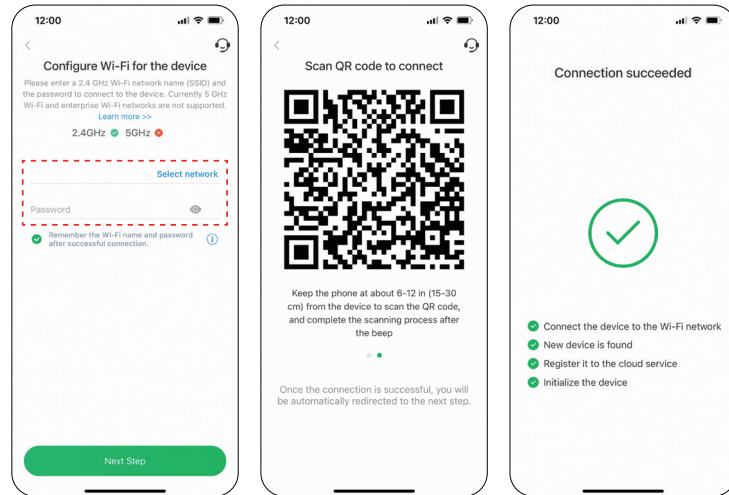 12:00
Configure Wi-Fi for the device
Please enter a 2.4 GHz Wi-Fi network name (SSID) and
the password to connect to the device. Currently 5 GHz
Wi-Fi and enterprise Wi-Fi networks are not supported.
Learn more >>
2.4GHz 5GHz
Select network
Password
Remember the Wi-Fi name and password
after successful connection.
Next Step
12:00
Scan QR code to connect
Keep the phone at about 6-12 in (15-30
cm) from the device to scan the QR code,
and complete the scanning process after
the beep
Once the connection is successful, you will
be automatically redirected to the next step.
12:00
Connection succeeded
Connect the device to the Wi-Fi network
New device is found
Register it to the cloud service
Initialize the device